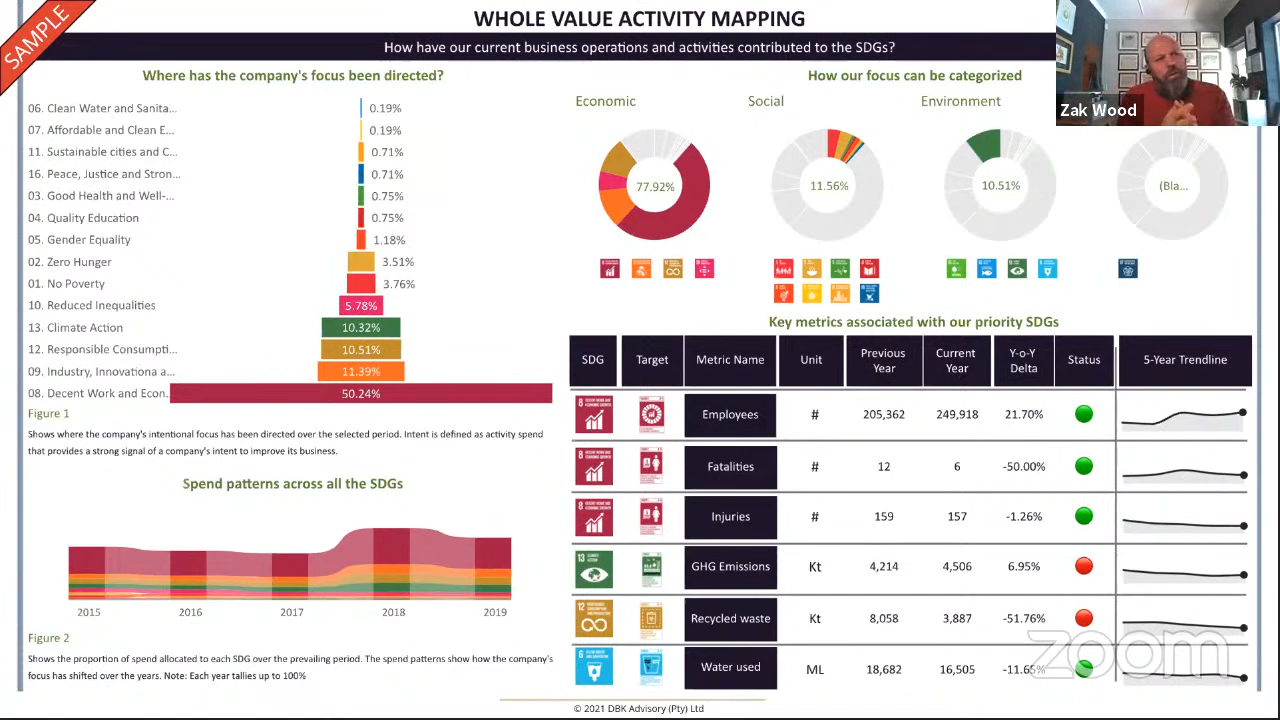 SAMPLE
WHOLE VALUE ACTIVITY MAPPING
How have our current business operations and activities contributed to the SDGs?
Zak Wood
Where has the company's focus been directed?
06. Clean Water and Sanita... 0.19%
07. Affordable and Clean E... 0.19%
11. Sustainable cities and C... 0.71%
16. Peace, Justice and Stron... 0.71%
03. Good Health and Well-... 0.75%
04. Quality Education 0.75%
05. Gender Equality 1.18%
02. Zero Hunger 3.51%
01. No Poverty 3.76%
10. Reduced Inequalities 5.78%
13. Climate Action 10.32%
12. Responsible Consumpti... 10.51%
09. Industry, Innovationa a... 11.39%
08. Decent Work and Econ... 50.24%
Figure 1
Shows where the company's intentional focus has been directed over the selected period. Intent is defined as activity spend
that provides a strong signal of a company's intent to improve its business.
Spend patterns across all the SDGs
2015 2016 2017 2018 2019
Figure 2
Shows the proportion of spend allocated to each SDG over the prevailing period. The spend patterns show how the company's
focus has shifted over the years. Note: Each year tallies up to 100%
How our focus can be categorized
Economic Social Environment
77.92% 11.56% 10.51% (Bla...
Key metrics associated with our priority SDGs
SDG Target Metric Name Unit Previous Year Current Year Y-o-Y Delta Status 5-Year Trendline
8 Employees # 205,362 249,918 21.70%
8 Fatalities # 12 6 -50.00%
8 Injuries # 159 157 -1.26%
13 GHG Emissions Kt 4,214 4,506 6.95%
12 Recycled waste Kt 8,058 3,887 -51.76%
6 Water used ML 18,682 16,505 -11.65%
zoom
© 2021 DBK Advisory (Pty) Ltd